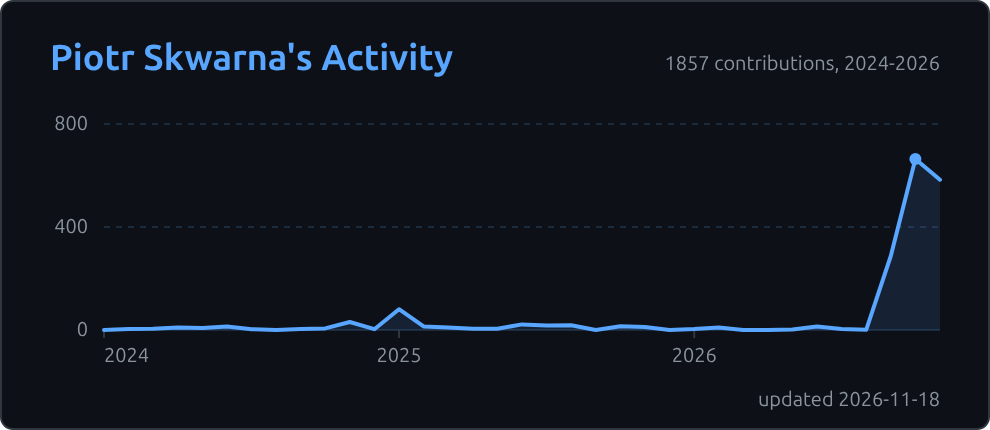 Piotr Skwarna's Activity
1857 contributions, 2024-2026
800
400
0
2024 2025 2026
updated 2026-11-18